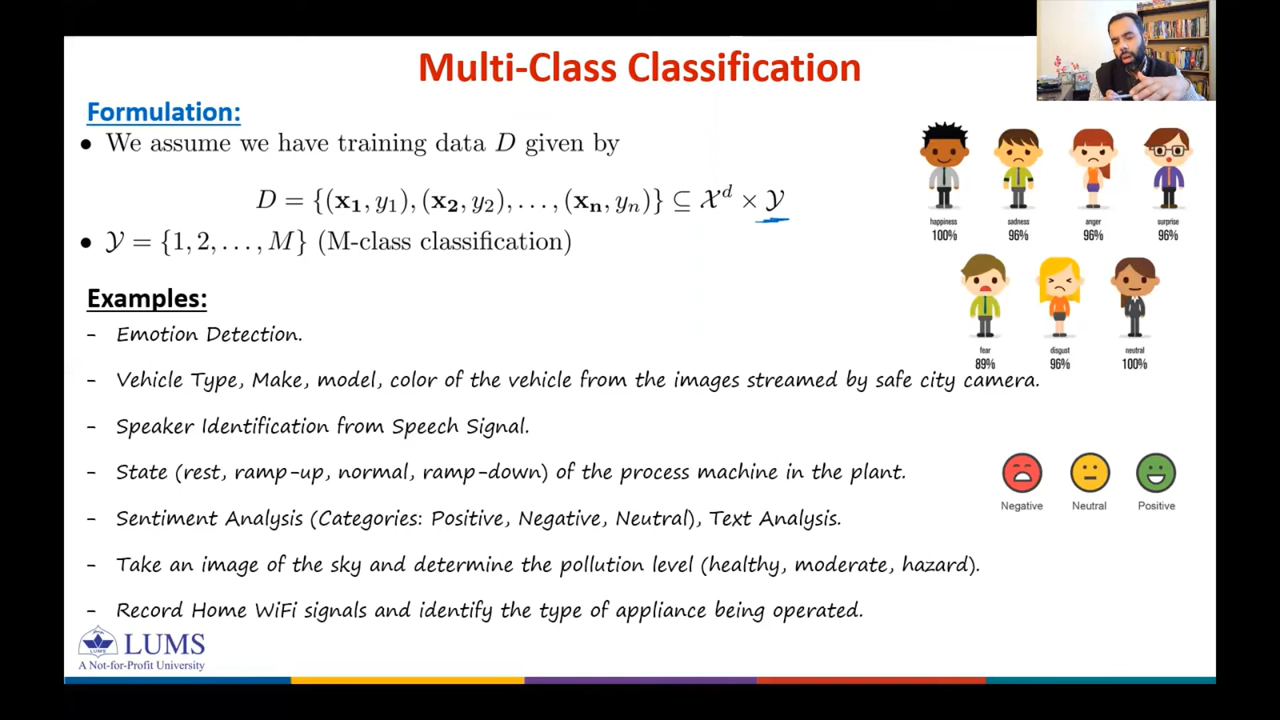 Multi-Class Classification
Formulation:
• We assume we have training data D given by
D = {(x₁, y₁), (x₂, y₂), . . . , (xₙ, yₙ)} ⊆ 𝒳ᵈ × 𝒴
• 𝒴 = {1, 2, . . . , M} (M-class classification)
happiness sadness anger surprise
100% 96% 96% 96%
fear disgust neutral
89% 96% 100%
Examples:
- Emotion Detection.
- Vehicle Type, Make, model, color of the vehicle from the images streamed by safe city camera.
- Speaker Identification from Speech Signal.
- State (rest, ramp-up, normal, ramp-down) of the process machine in the plant.
- Sentiment Analysis (Categories: Positive, Negative, Neutral), Text Analysis.
Negative Neutral Positive
- Take an image of the sky and determine the pollution level (healthy, moderate, hazard).
- Record Home WiFi signals and identify the type of appliance being operated.
LUMS
LUMS
A Not-for-Profit University